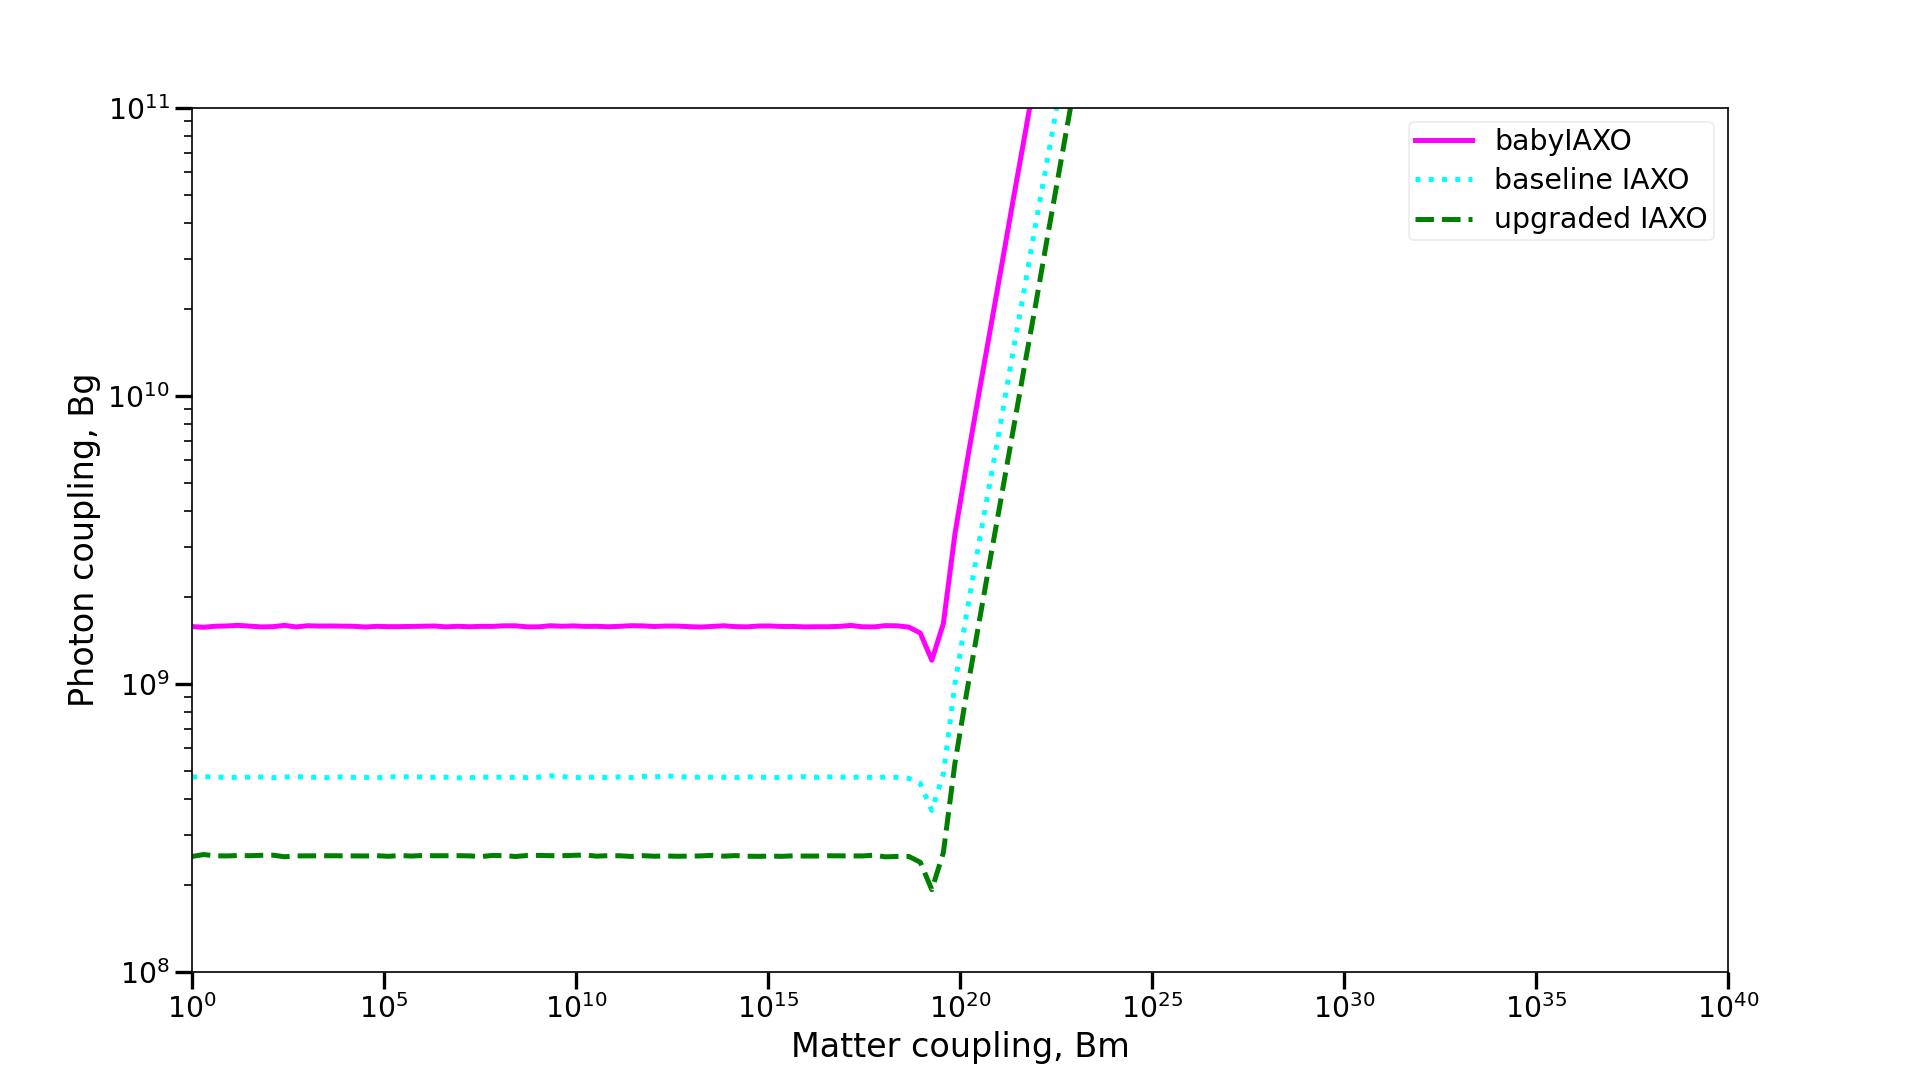 10¹¹
10¹⁰
10⁹
10⁸
Photon coupling, Bg
babyIAXO
baseline IAXO
upgraded IAXO
10⁰ 10⁵ 10¹⁰ 10¹⁵ 10²⁰ 10²⁵ 10³⁰ 10³⁵ 10⁴⁰
Matter coupling, Bm